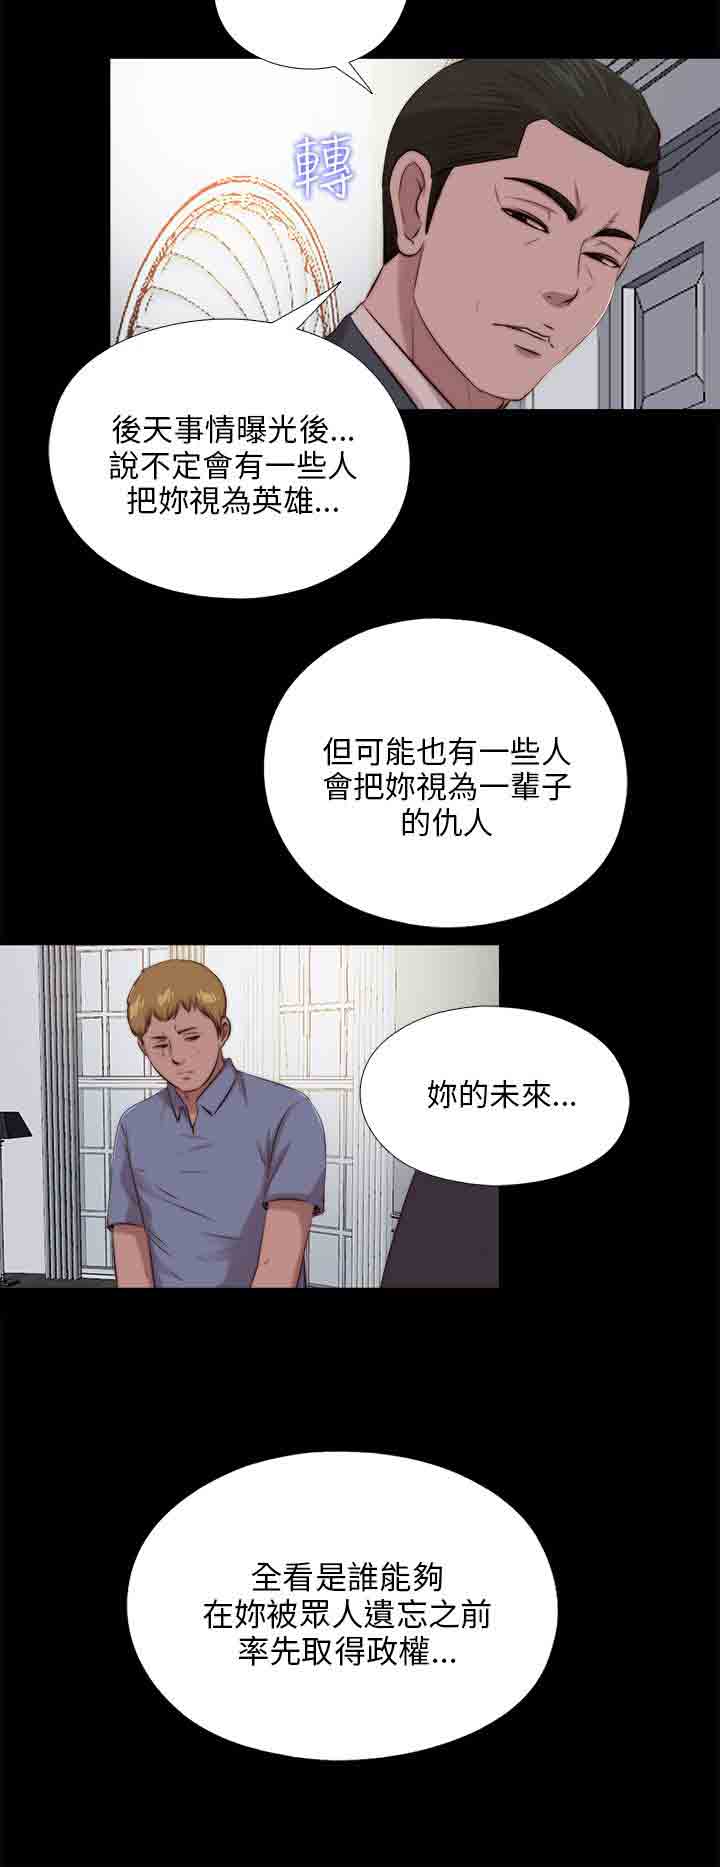 轉
後天事情曝光後...
說不定會有一些人
把妳視為英雄...
但可能也有一些人
會把妳視為一輩子
的仇人
妳的未來...
全看是誰能夠
在妳被眾人遺忘之前
率先取得政權...